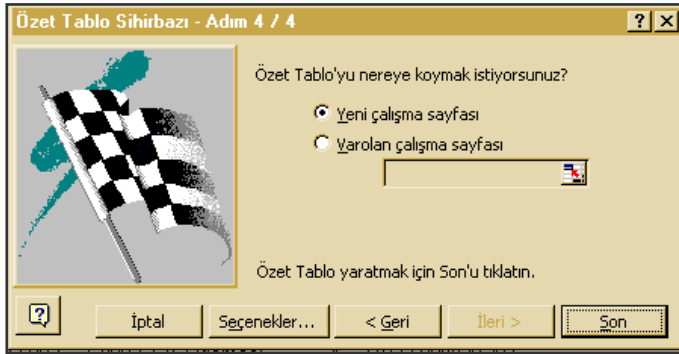 Özet Tablo Sihirbazı - Adım 4 / 4
Özet Tablo'yu nereye koymak istiyorsunuz?
Yeni çalışma sayfası
Varolan çalışma sayfası
Özet Tablo yaratmak için Son'u tıklatın.
İptal
Seçenekler...
< Geri
İleri >
Son